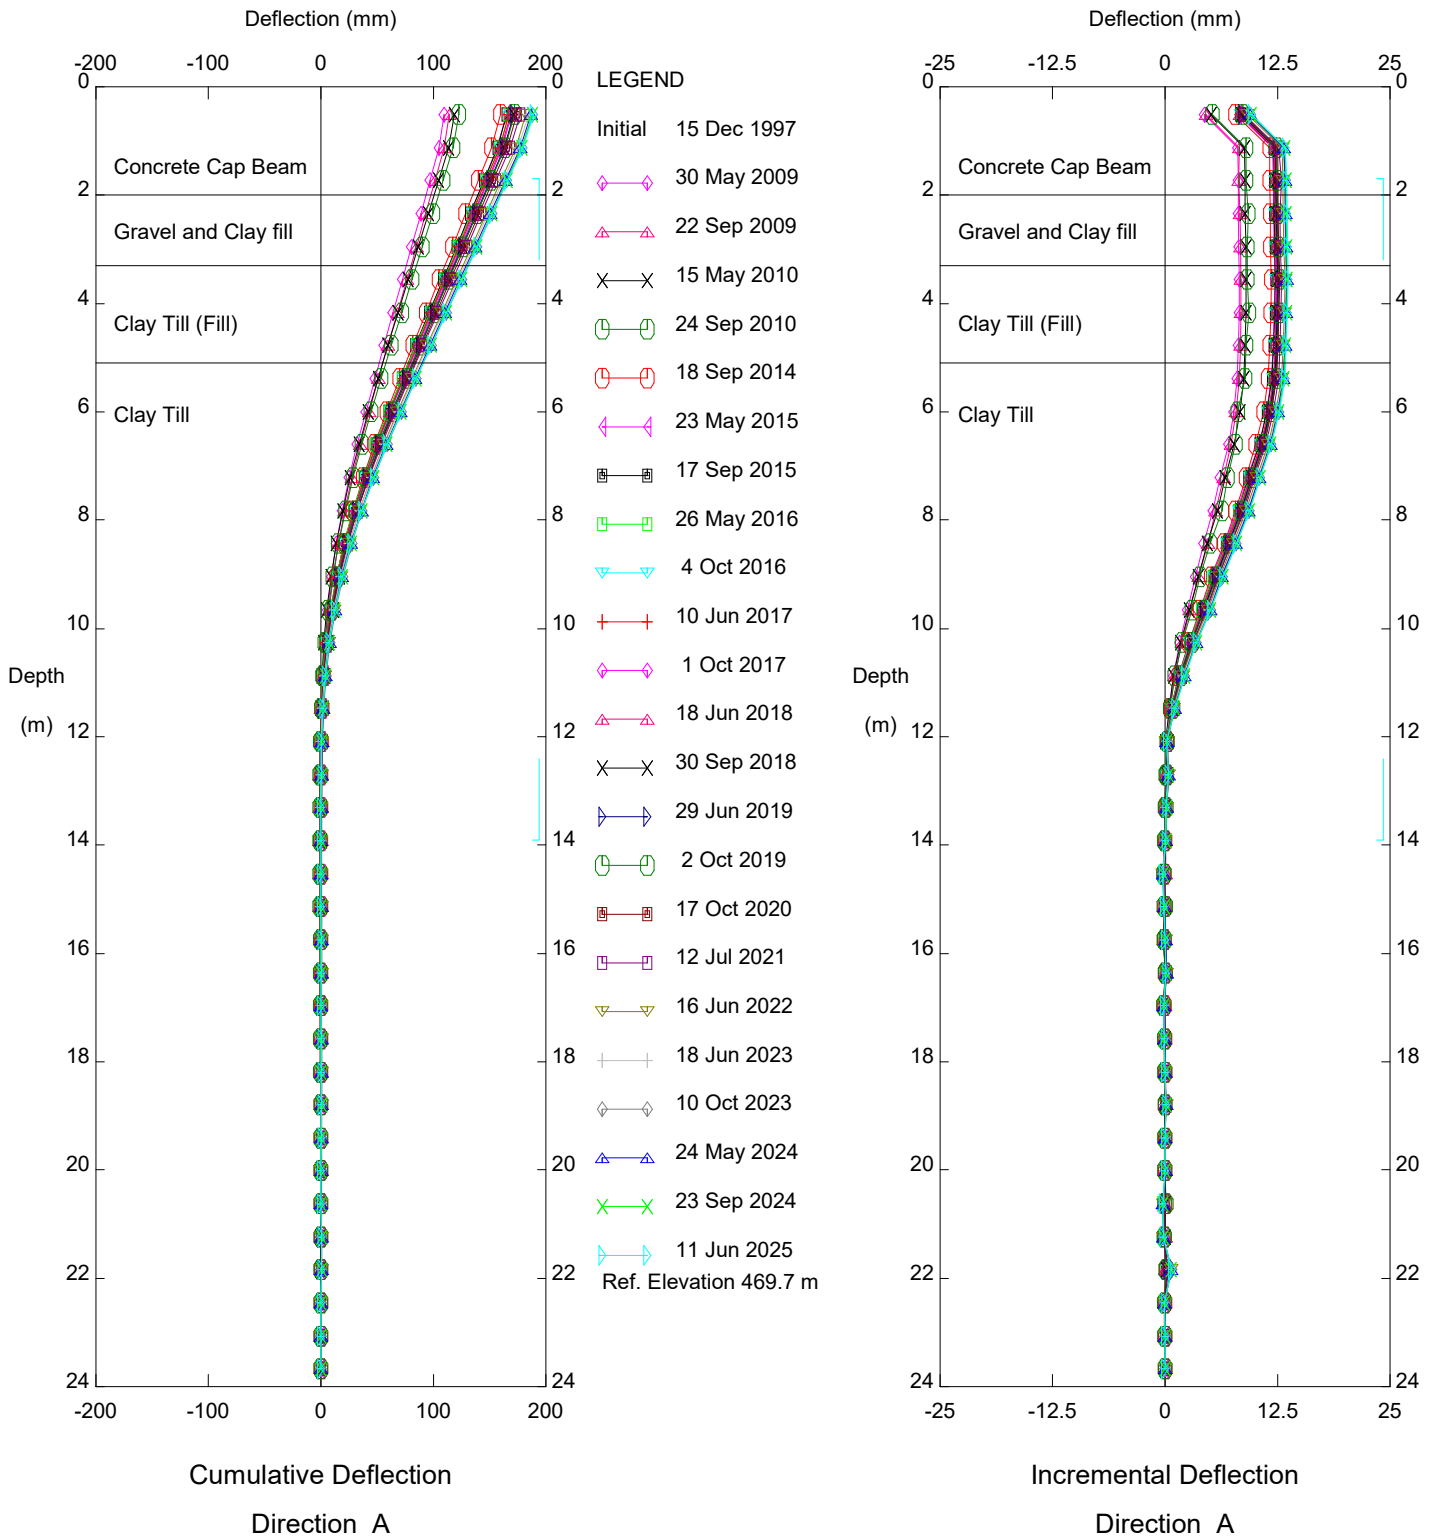 Deflection (mm)
-200 -100 0 100 200
0 0
Concrete Cap Beam
2 2
Gravel and Clay fill
4 4
Clay Till (Fill)
Clay Till
6 6
8 8
10 10
Depth
(m)
12 12
14 14
16 16
18 18
20 20
22 22
24 24
-200 -100 0 100 200
Cumulative Deflection
Direction A
LEGEND
Initial 15 Dec 1997
30 May 2009
22 Sep 2009
15 May 2010
24 Sep 2010
18 Sep 2014
23 May 2015
17 Sep 2015
26 May 2016
4 Oct 2016
10 Jun 2017
1 Oct 2017
18 Jun 2018
30 Sep 2018
29 Jun 2019
2 Oct 2019
17 Oct 2020
12 Jul 2021
16 Jun 2022
18 Jun 2023
10 Oct 2023
24 May 2024
23 Sep 2024
11 Jun 2025
Ref. Elevation 469.7 m
Deflection (mm)
-25 -12.5 0 12.5 25
0 0
Concrete Cap Beam
2 2
Gravel and Clay fill
4 4
Clay Till (Fill)
Clay Till
6 6
8 8
10 10
Depth
(m)
12 12
14 14
16 16
18 18
20 20
22 22
24 24
-25 -12.5 0 12.5 25
Incremental Deflection
Direction A